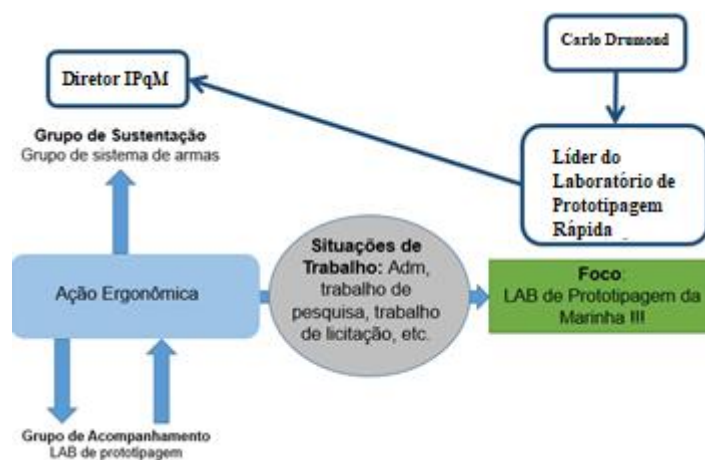 Carlo Drumond
Diretor IPqM
Grupo de Sustentação
Grupo de sistema de armas
Líder do
Laboratório de
Prototipagem
Rápida
Situações de
Trabalho: Adm,
trabalho de
pesquisa, trabalho
de licitação, etc.
Ação Ergonômica
Foco:
LAB de Prototipagem da
Marinha III
Grupo de Acompanhamento
LAB de prototipagem